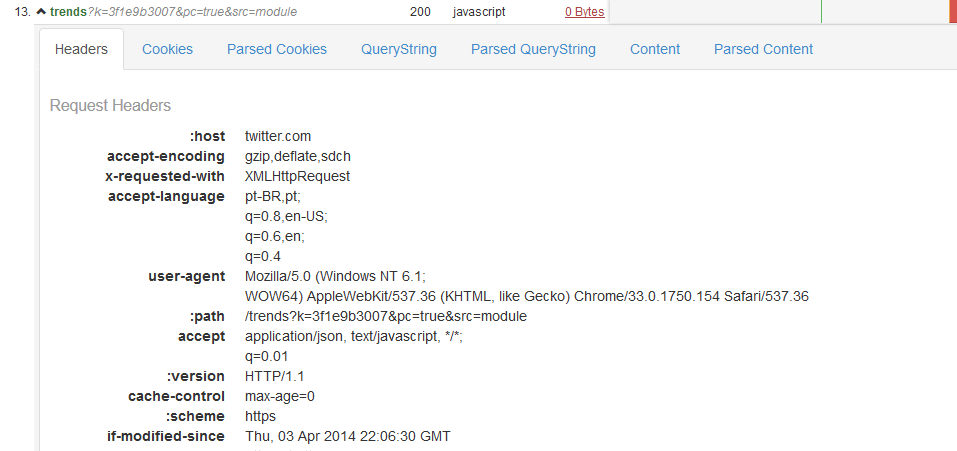 13. trends?k=3f1e9b3007&pc=true&src=module 200 javascript 0 Bytes
Headers Cookies Parsed Cookies QueryString Parsed QueryString Content Parsed Content
Request Headers
:host twitter.com
accept-encoding gzip,deflate,sdch
x-requested-with XMLHttpRequest
accept-language pt-BR,pt;
q=0.8,en-US;
q=0.6,en;
q=0.4
user-agent Mozilla/5.0 (Windows NT 6.1;
WOW64) AppleWebKit/537.36 (KHTML, like Gecko) Chrome/33.0.1750.154 Safari/537.36
:path /trends?k=3f1e9b3007&pc=true&src=module
accept application/json, text/javascript, */*;
q=0.01
:version HTTP/1.1
cache-control max-age=0
:scheme https
if-modified-since Thu, 03 Apr 2014 22:06:30 GMT